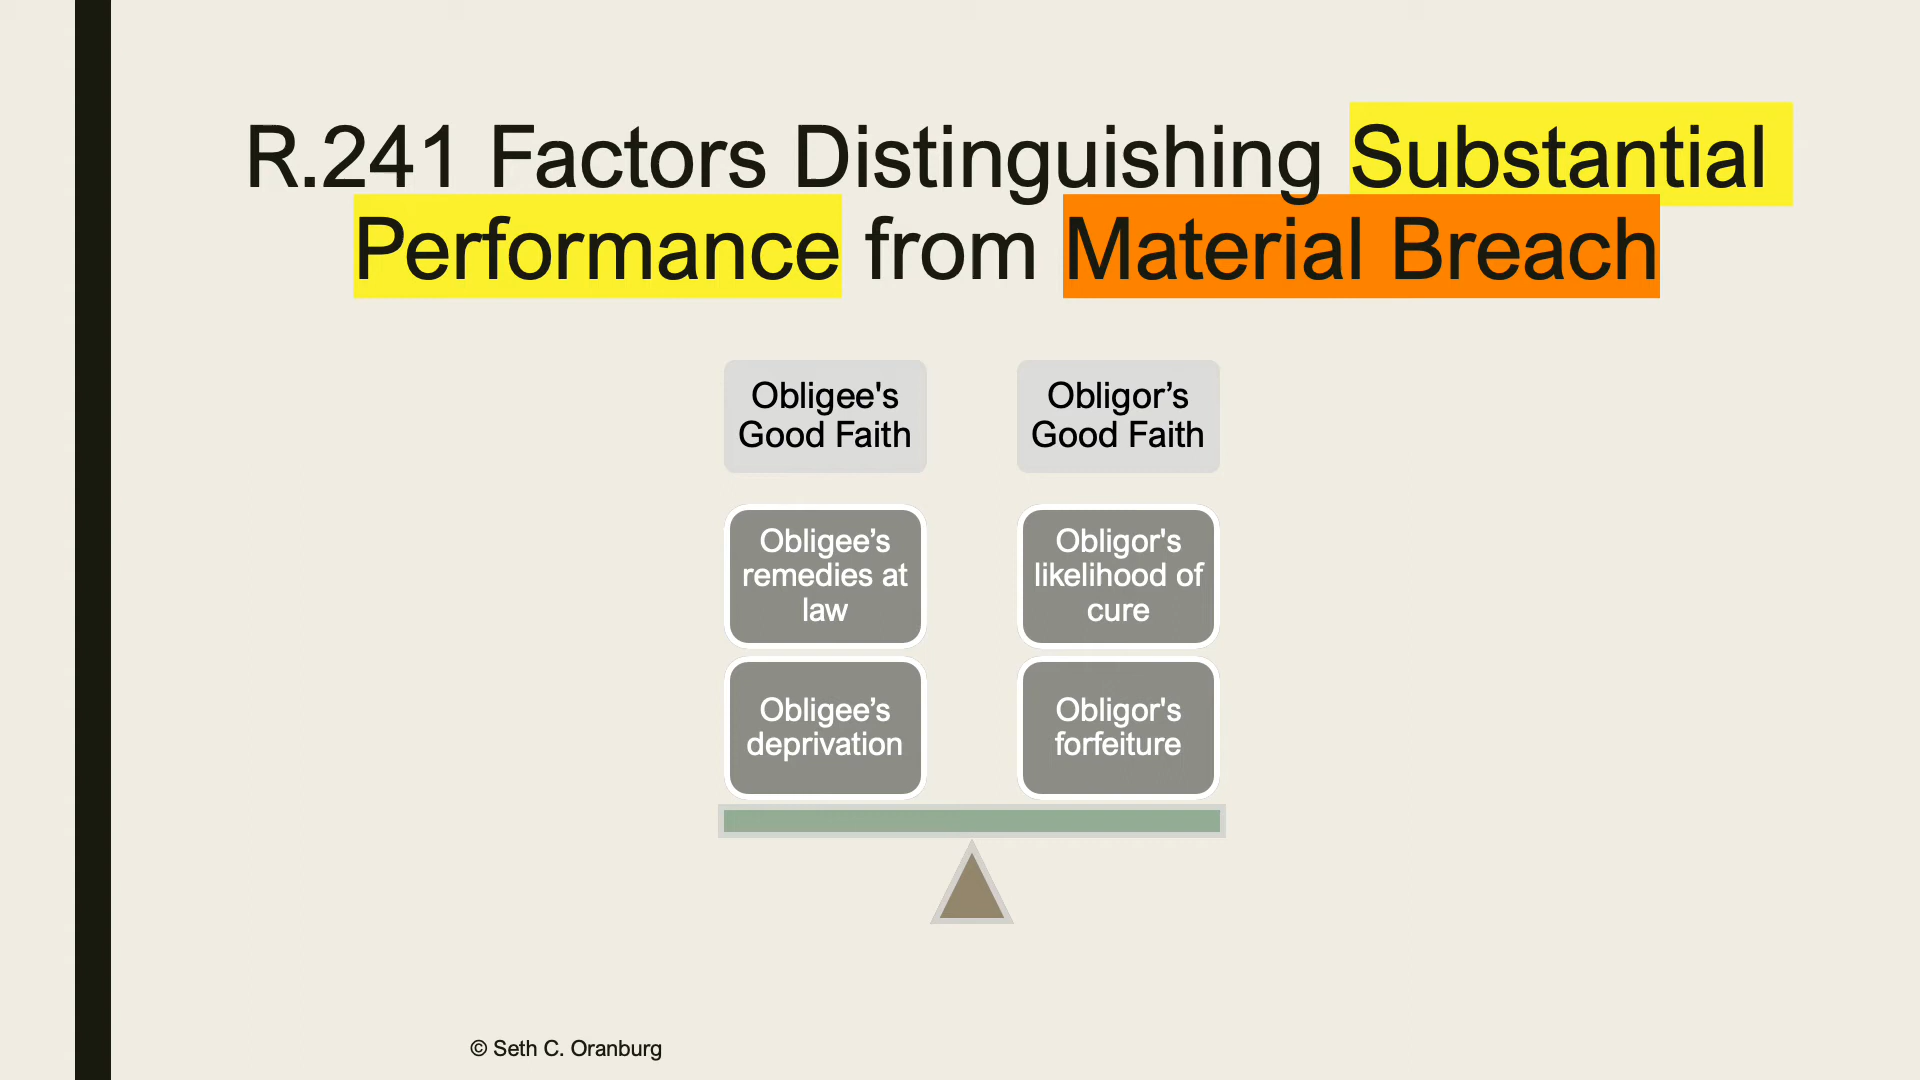 R.241 Factors Distinguishing Substantial
Performance from Material Breach
Obligee's
Good Faith
Obligor’s
Good Faith
Obligee’s
remedies at
law
Obligor's
likelihood of
cure
Obligee’s
deprivation
Obligor's
forfeiture
© Seth C. Oranburg